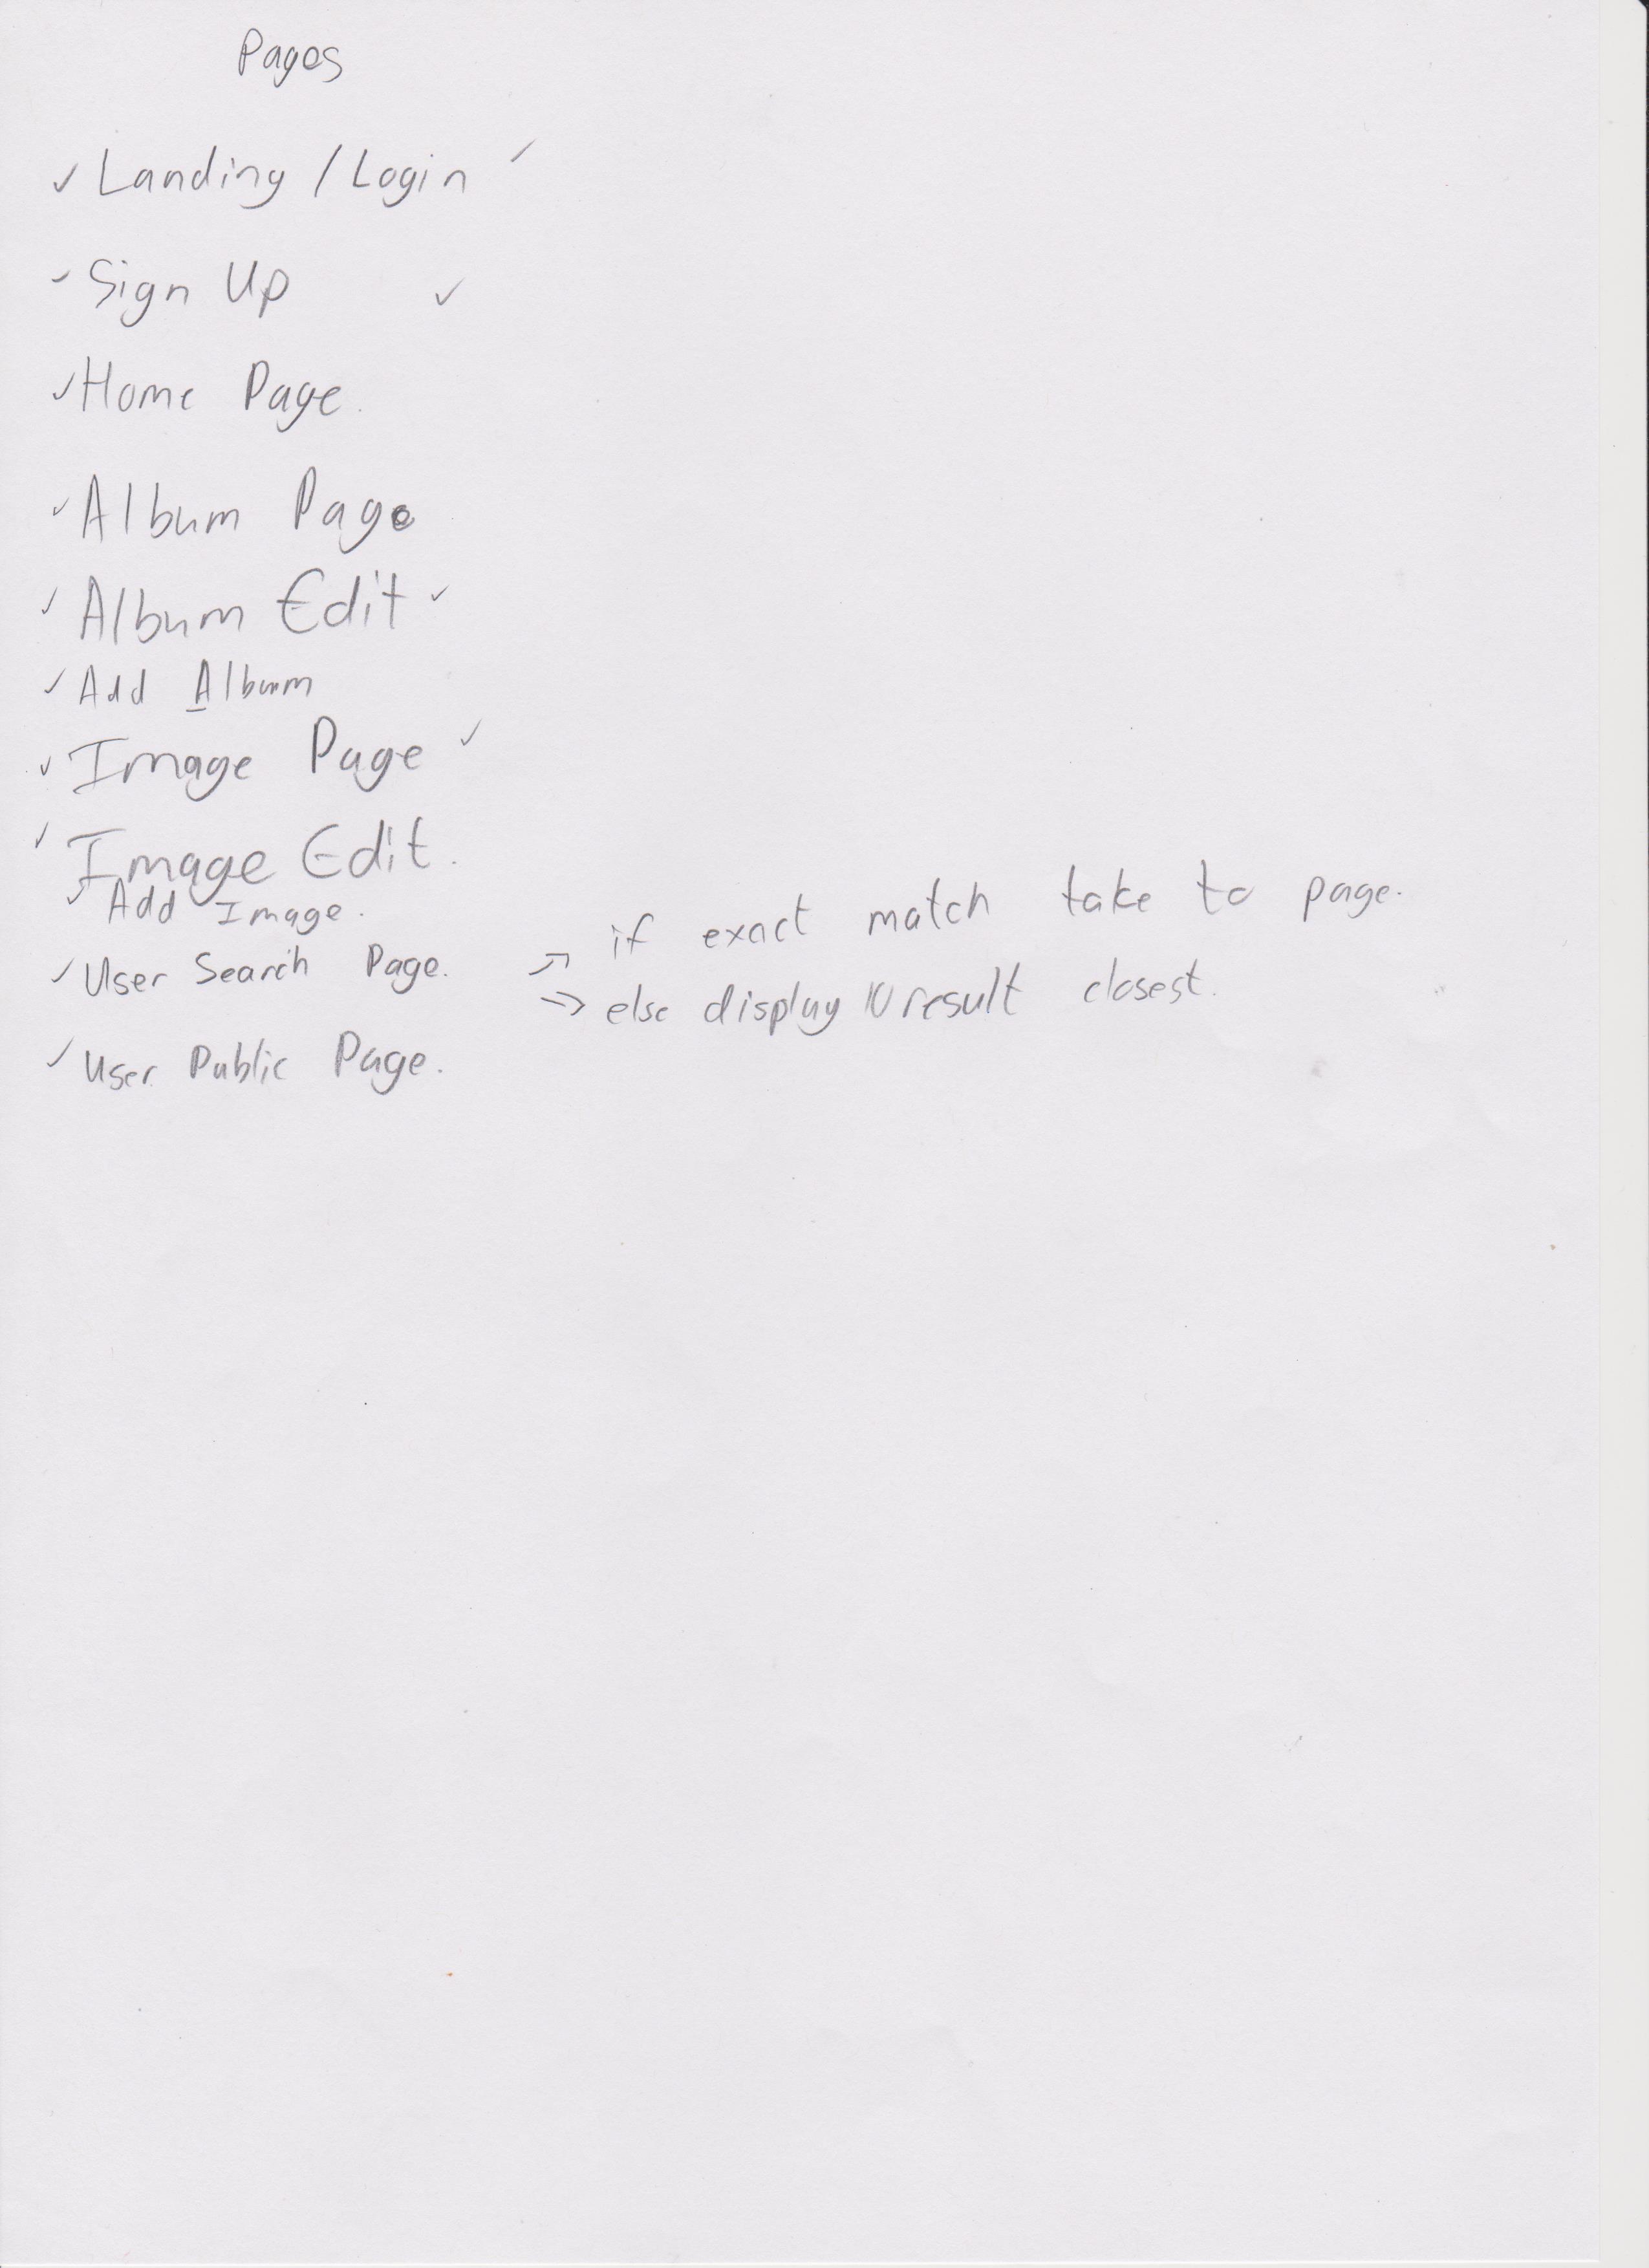 Pages
✓ Landing / Login ✓
✓ Sign Up ✓
✓ Home Page.
✓ Album Page
✓ Album Edit ✓
✓ Add Album
✓ Image Page ✓
✓ Image Edit.
✓ Add Image.
✓ User Search Page. → if exact match take to page.
→ else display 10 result closest.
✓ User Public Page.